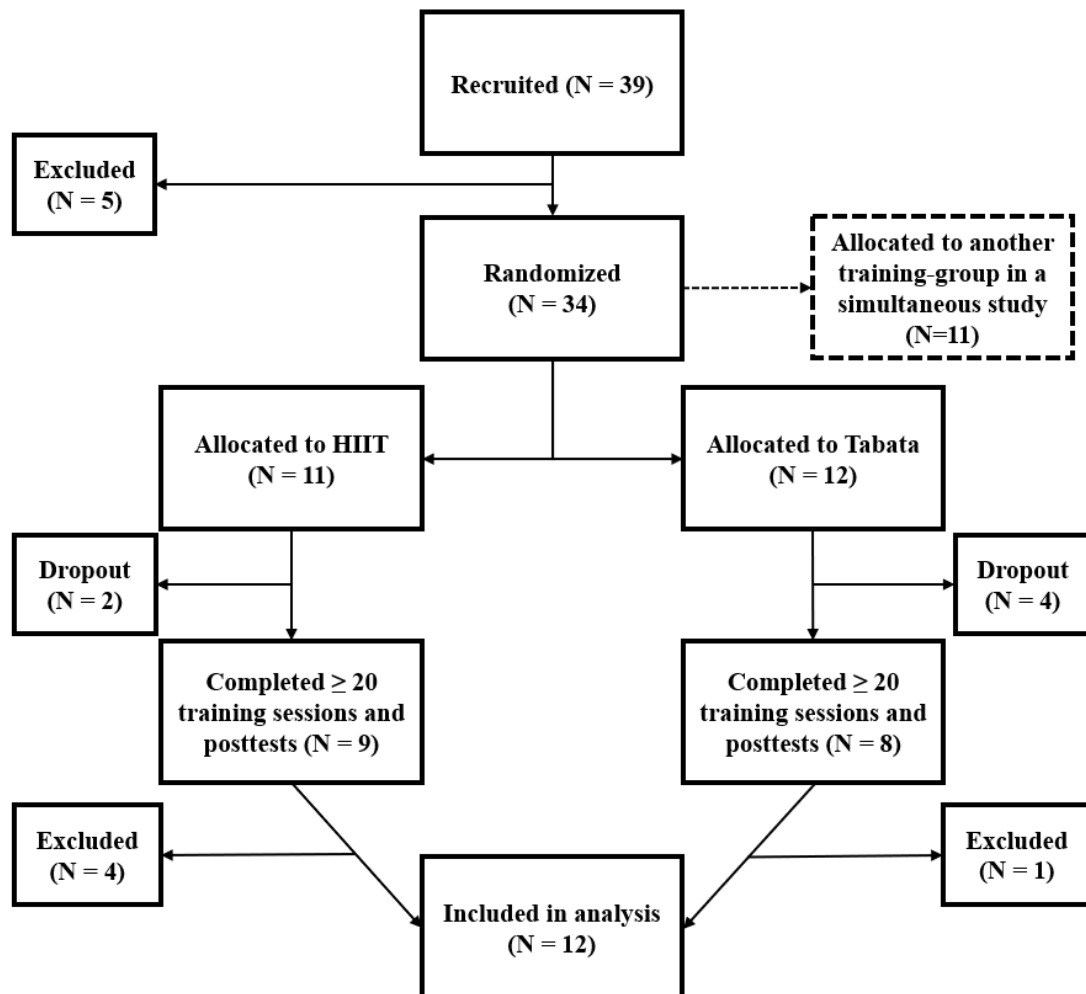 Recruited (N = 39)
Excluded
(N = 5)
Randomized
(N = 34)
Allocated to another
training-group in a
simultaneous study
(N=11)
Allocated to HIIT
(N = 11)
Allocated to Tabata
(N = 12)
Dropout
(N = 2)
Dropout
(N = 4)
Completed ≥ 20
training sessions and
posttests (N = 9)
Completed ≥ 20
training sessions and
posttests (N = 8)
Excluded
(N = 4)
Excluded
(N = 1)
Included in analysis
(N = 12)